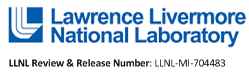 Lawrence Livermore
National Laboratory
LLNL Review & Release Number: LLNL-MI-704483